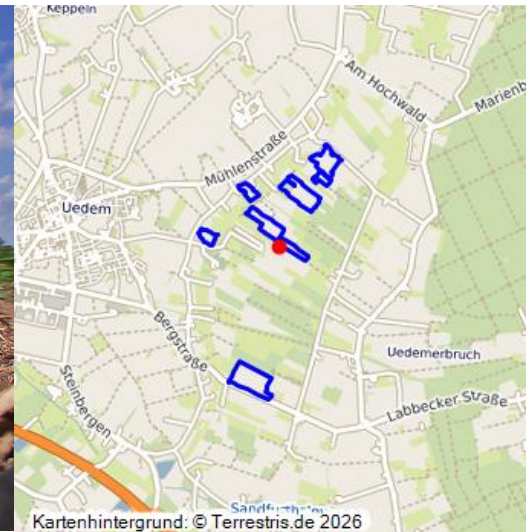 Keppeln
Am Hochwald
Marienb
Mühlenstraße
Uedem
Bergstraße
Uedemerbruch
Steinbergen
Labbecker Straße
Kartenhintergrund: © Terrestris.de 2026